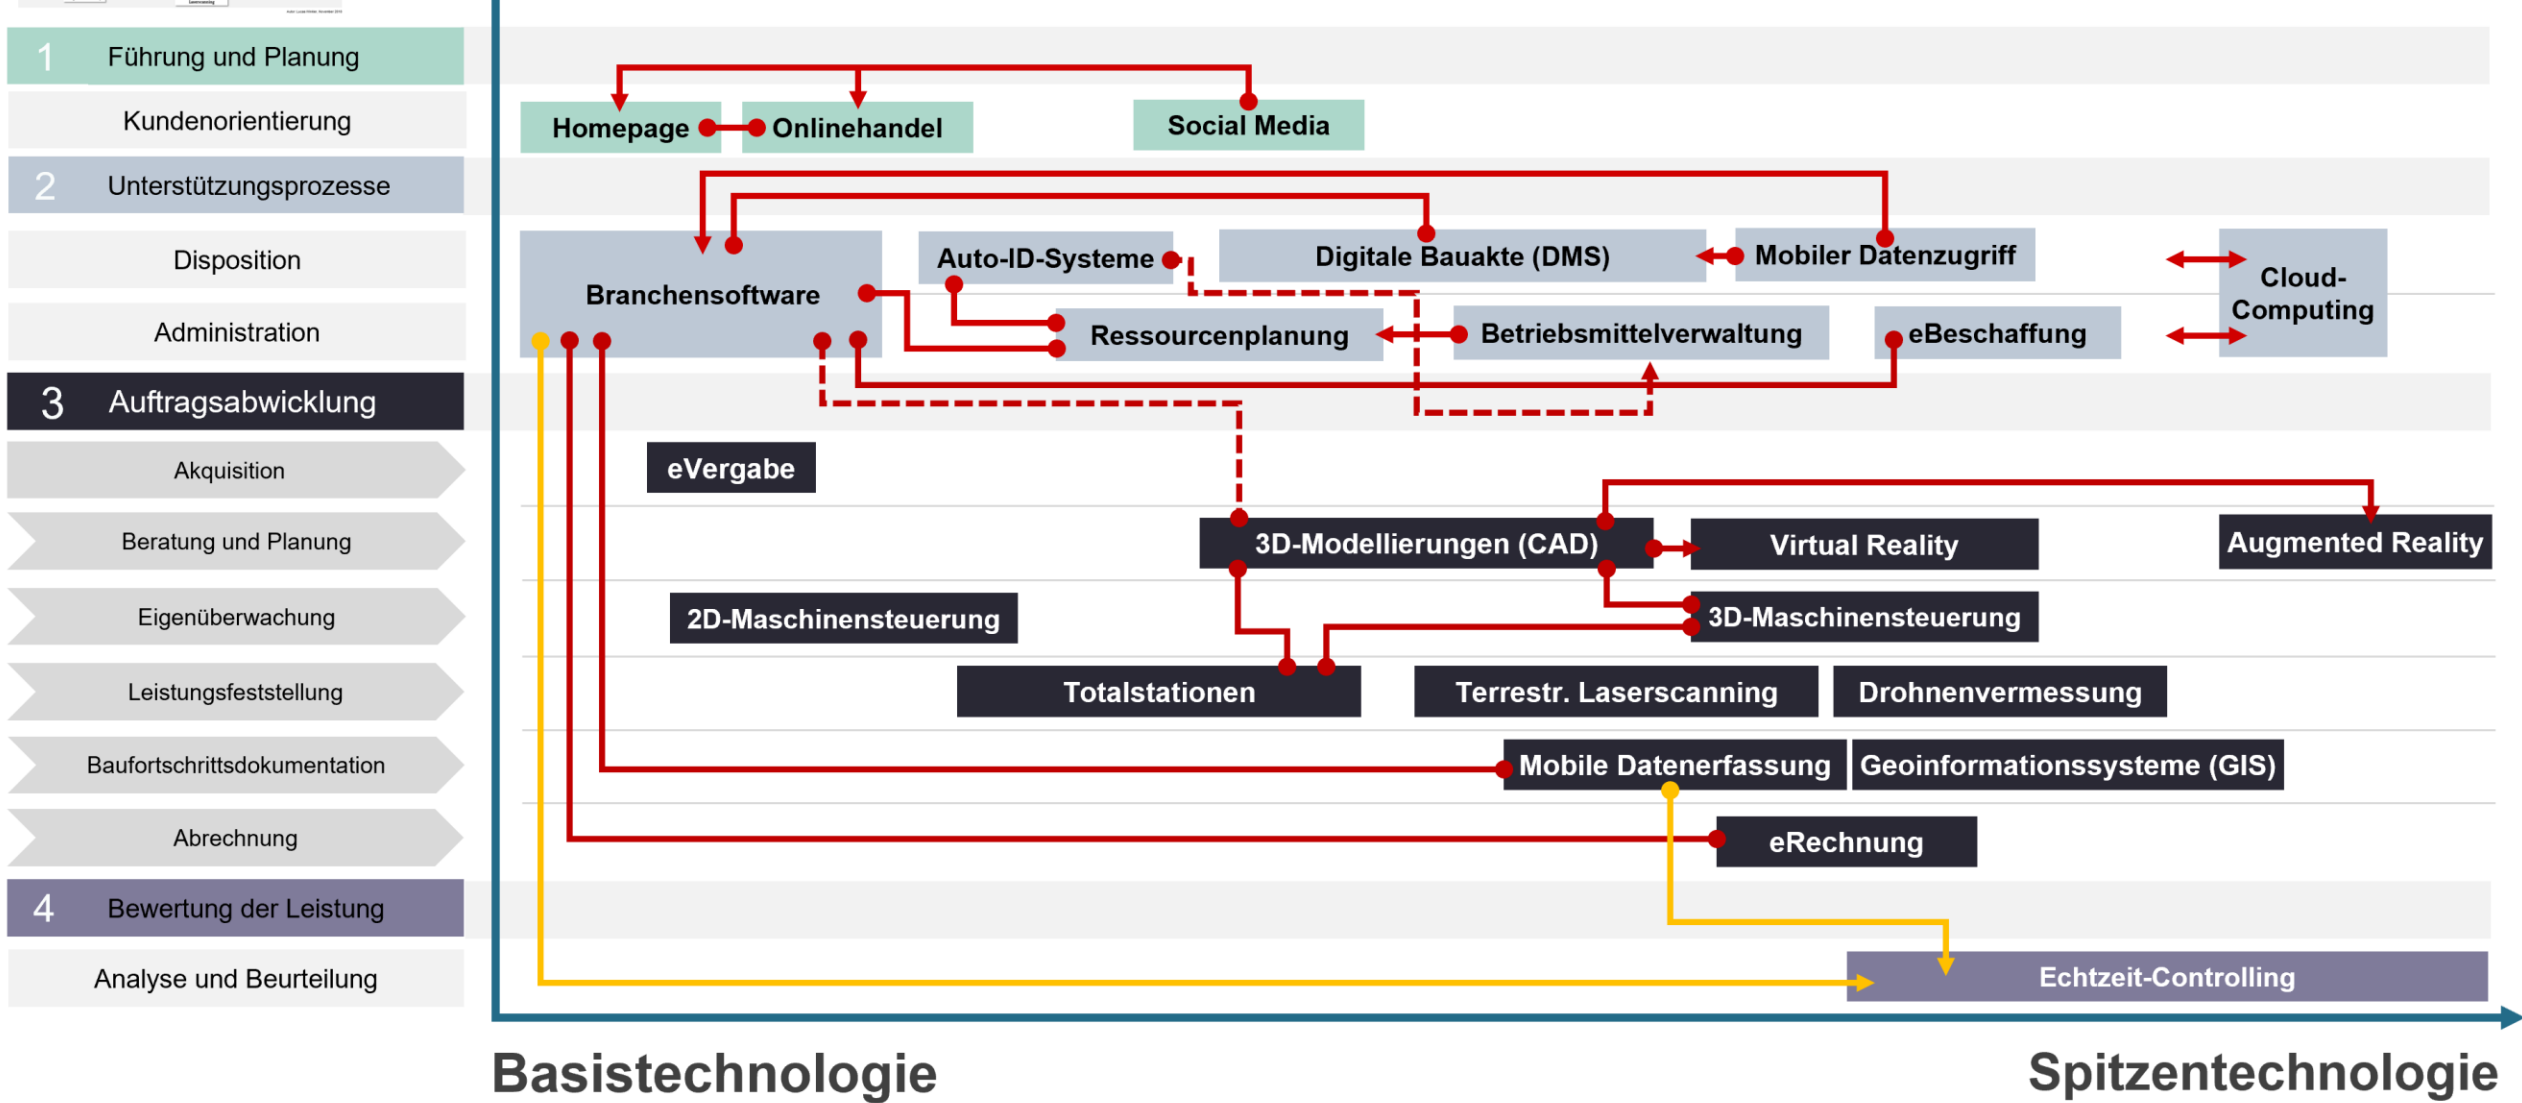 1 Führung und Planung
Kundenorientierung
Homepage
Onlinehandel
Social Media
2 Unterstützungsprozesse
Disposition
Administration
Branchensoftware
Auto-ID-Systeme
Digitale Bauakte (DMS)
Mobiler Datenzugriff
Cloud-
Computing
Ressourcenplanung
Betriebsmittelverwaltung
eBeschaffung
3 Auftragsabwicklung
Akquisition
eVergabe
Beratung und Planung
3D-Modellierungen (CAD)
Virtual Reality
Augmented Reality
Eigenüberwachung
2D-Maschinensteuerung
3D-Maschinensteuerung
Leistungsfeststellung
Totalstationen
Terrestr. Laserscanning
Drohnenvermessung
Baufortschrittsdokumentation
Mobile Datenerfassung
Geoinformationssysteme (GIS)
Abrechnung
eRechnung
4 Bewertung der Leistung
Analyse und Beurteilung
Echtzeit-Controlling
Basistechnologie
Spitzentechnologie